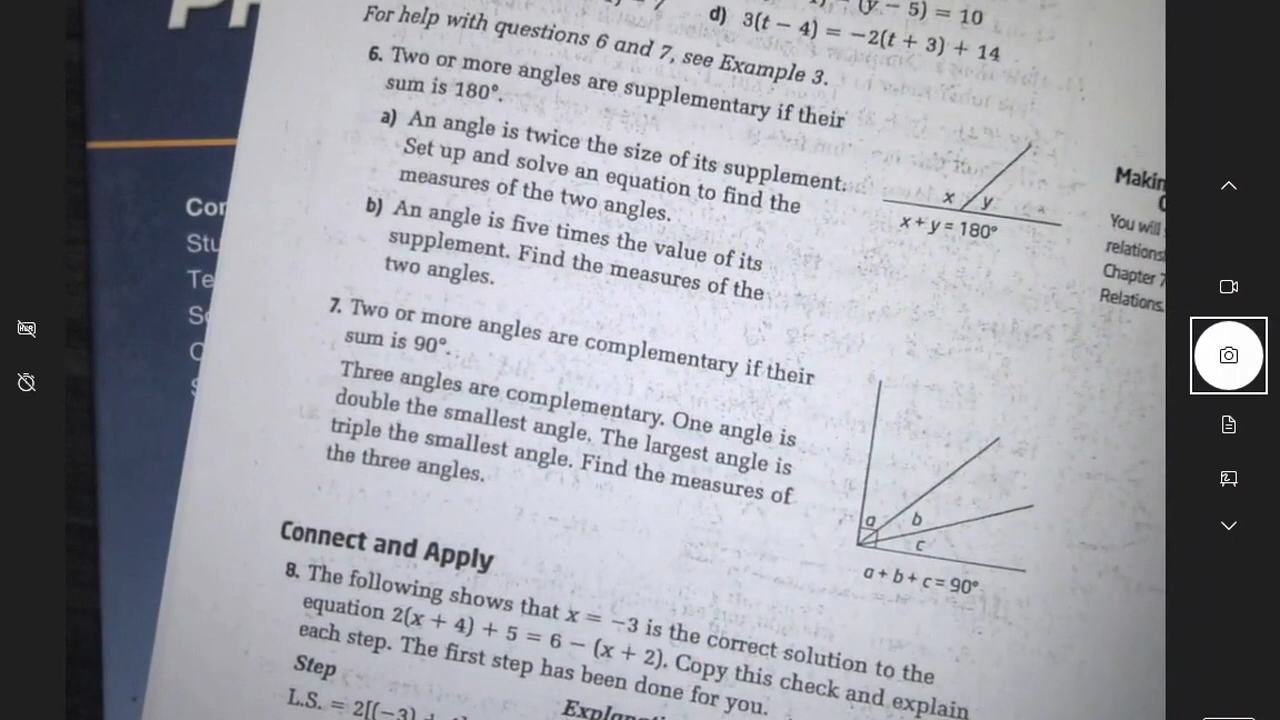 (y − 5) = 10
d) 3(t − 4) = −2(t + 3) + 14
For help with questions 6 and 7, see Example 3.
6. Two or more angles are supplementary if their
sum is 180°.
a) An angle is twice the size of its supplement.
Set up and solve an equation to find the
measures of the two angles.
x y
x + y = 180°
b) An angle is five times the value of its
supplement. Find the measures of the
two angles.
7. Two or more angles are complementary if their
sum is 90°.
Three angles are complementary. One angle is
double the smallest angle. The largest angle is
triple the smallest angle. Find the measures of
the three angles.
a b
c
a + b + c = 90°
Connect and Apply
8. The following shows that x = −3 is the correct solution to the
equation 2(x + 4) + 5 = 6 − (x + 2). Copy this check and explain
each step. The first step has been done for you.
Step
L.S. = 2[(−3)
You will
Chapter 7
Relations.